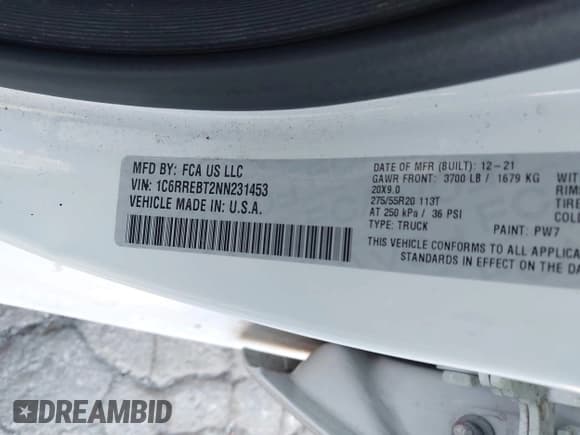 MFD BY: FCA US LLC
VIN: 1C6RREBT2NN231453
VEHICLE MADE IN U.S.A.
DATE OF MFR (BUILT): 12-21
GAWR FRONT: 3700 LB / 1679 KG WIT
20X9.0 RIMS
275/55R20 113T TIRE
AT 250 kPa / 36 PSI
TYPE: TRUCK PAINT: PW7
THIS VEHICLE CONFORMS TO ALL APPLICA
STANDARDS IN EFFECT ON THE DA
DREAMBID